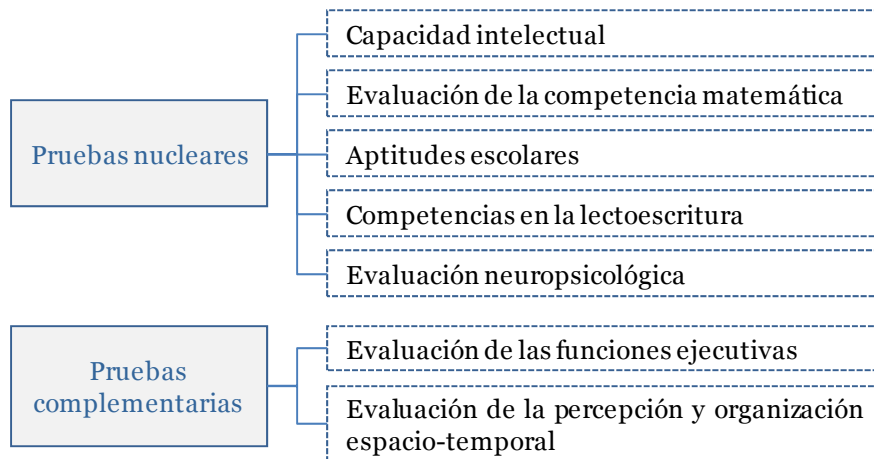 Pruebas nucleares
Capacidad intelectual
Evaluación de la competencia matemática
Aptitudes escolares
Competencias en la lectoescritura
Evaluación neuropsicológica
Pruebas
complementarias
Evaluación de las funciones ejecutivas
Evaluación de la percepción y organización
espacio-temporal